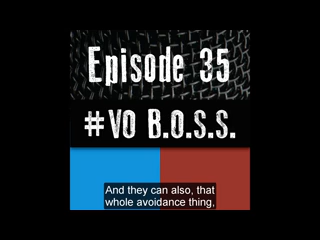 Episode 35
#VO B.O.S.S.
And they can also, that
whole avoidance thing,